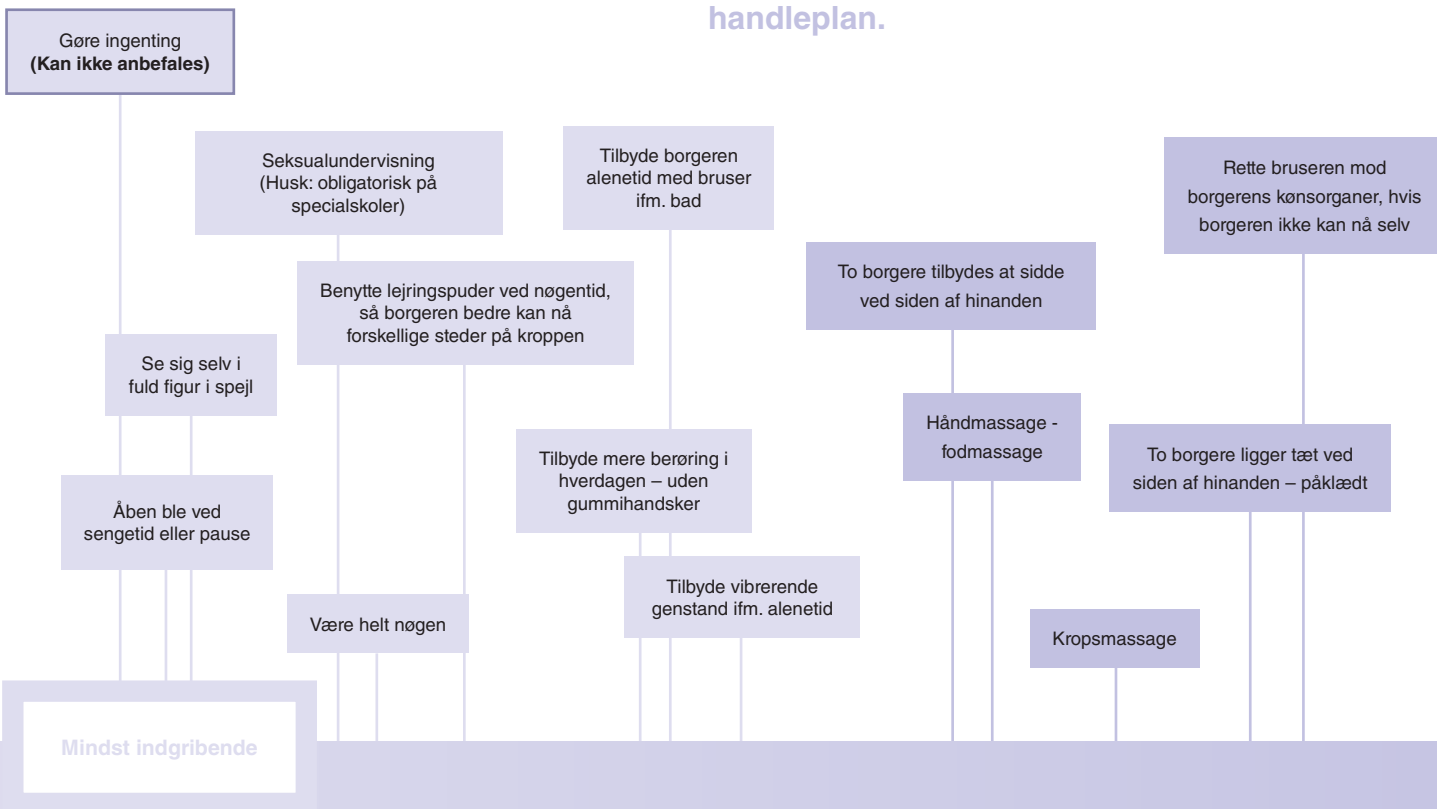 handleplan.
Gøre ingenting
(Kan ikke anbefales)
Seksualundervisning
(Husk: obligatorisk på
specialskoler)
Tilbyde borgeren
alenetid med bruser
ifm. bad
Rette bruseren mod
borgerens kønsorganer, hvis
borgeren ikke kan nå selv
To borgere tilbydes at sidde
ved siden af hinanden
Benytte lejringspuder ved nøgentid,
så borgeren bedre kan nå
forskellige steder på kroppen
Se sig selv i
fuld figur i spejl
Håndmassage -
fodmassage
To borgere ligger tæt ved
siden af hinanden – påklædt
Tilbyde mere berøring i
hverdagen – uden
gummihandsker
Åben ble ved
sengetid eller pause
Tilbyde vibrerende
genstand ifm. alenetid
Være helt nøgen
Kropsmassage
Mindst indgribende